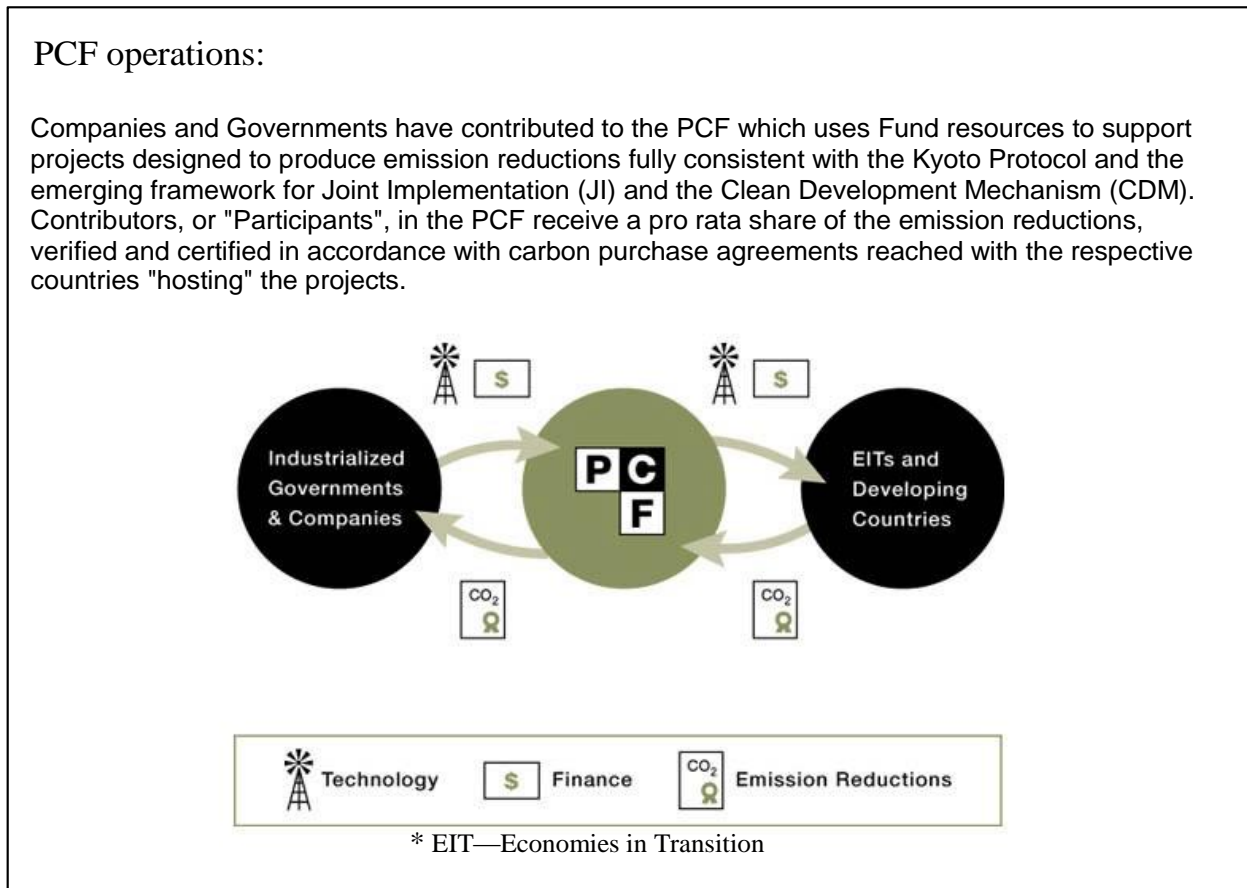 PCF operations:
Companies and Governments have contributed to the PCF which uses Fund resources to support
projects designed to produce emission reductions fully consistent with the Kyoto Protocol and the
emerging framework for Joint Implementation (JI) and the Clean Development Mechanism (CDM).
Contributors, or "Participants", in the PCF receive a pro rata share of the emission reductions,
verified and certified in accordance with carbon purchase agreements reached with the respective
countries "hosting" the projects.
$
$
Industrialized
Governments
& Companies
P C
F
EITs and
Developing
Countries
CO₂
CO₂
Technology
$ Finance
CO₂ Emission Reductions
* EIT—Economies in Transition